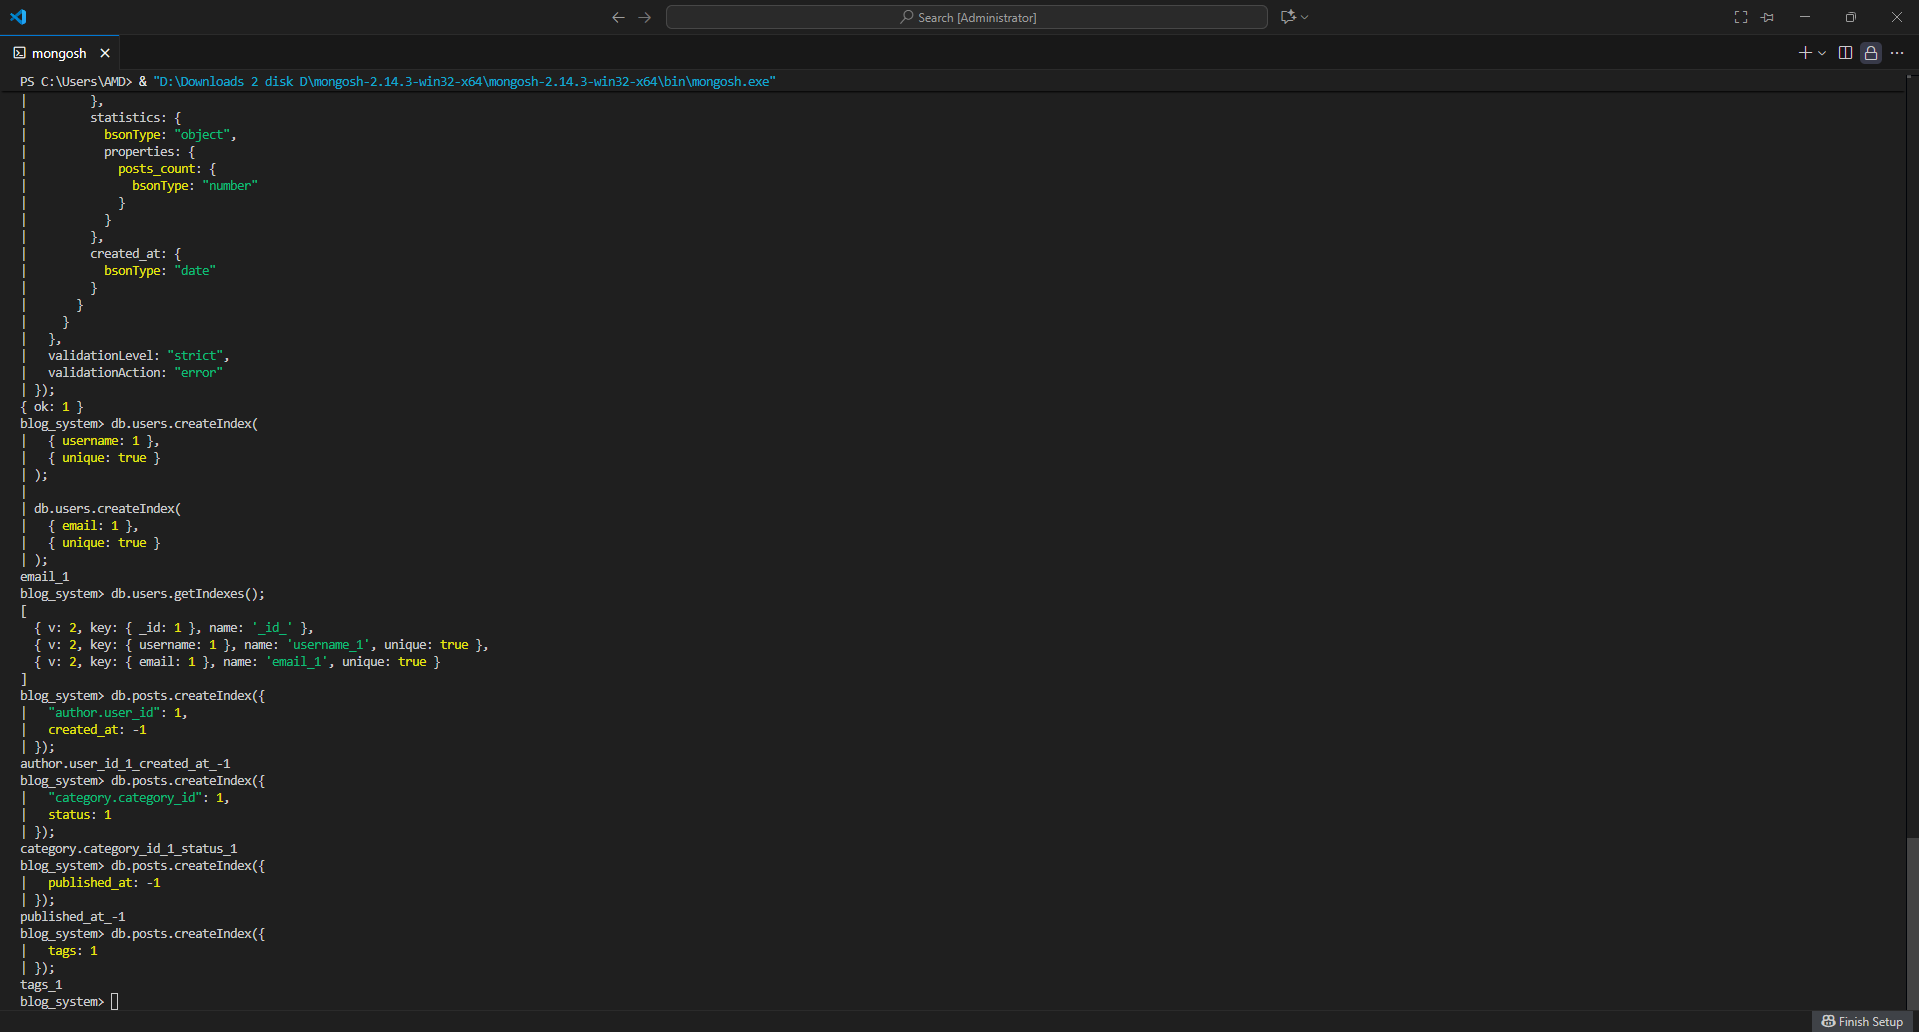 Search [Administrator]
mongosh
PS C:\Users\AMD> & "D:\Downloads 2 disk D\mongosh-2.14.3-win32-x64\mongosh-2.14.3-win32-x64\bin\mongosh.exe"
|         },
|         statistics: {
|           bsonType: "object",
|           properties: {
|             posts_count: {
|               bsonType: "number"
|             }
|           }
|         },
|         created_at: {
|           bsonType: "date"
|         }
|       }
|     }
|   },
|   validationLevel: "strict",
|   validationAction: "error"
| });
{ ok: 1 }
blog_system> db.users.createIndex(
|   { username: 1 },
|   { unique: true }
| );
|
| db.users.createIndex(
|   { email: 1 },
|   { unique: true }
| );
email_1
blog_system> db.users.getIndexes();
[
  { v: 2, key: { _id: 1 }, name: '_id_' },
  { v: 2, key: { username: 1 }, name: 'username_1', unique: true },
  { v: 2, key: { email: 1 }, name: 'email_1', unique: true }
]
blog_system> db.posts.createIndex({
|   "author.user_id": 1,
|   created_at: -1
| });
author.user_id_1_created_at_-1
blog_system> db.posts.createIndex({
|   "category.category_id": 1,
|   status: 1
| });
category.category_id_1_status_1
blog_system> db.posts.createIndex({
|   published_at: -1
| });
published_at_-1
blog_system> db.posts.createIndex({
|   tags: 1
| });
tags_1
blog_system>
Finish Setup